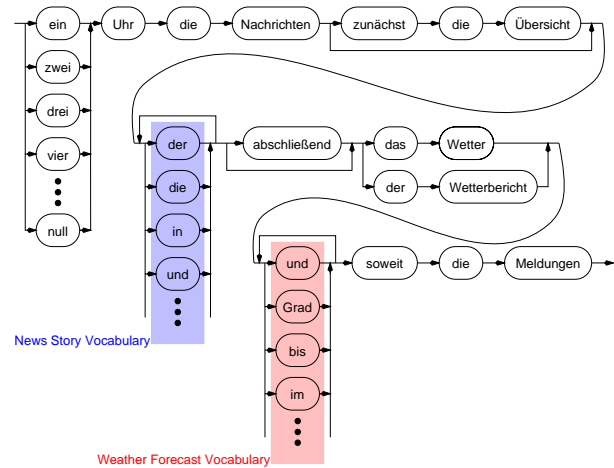 ein Uhr die Nachrichten zunächst die Übersicht
zwei
drei
vier
null
der abschließend das Wetter
die der Wetterbericht
in
und
und soweit die Meldungen
Grad
bis
im
News Story Vocabulary
Weather Forecast Vocabulary